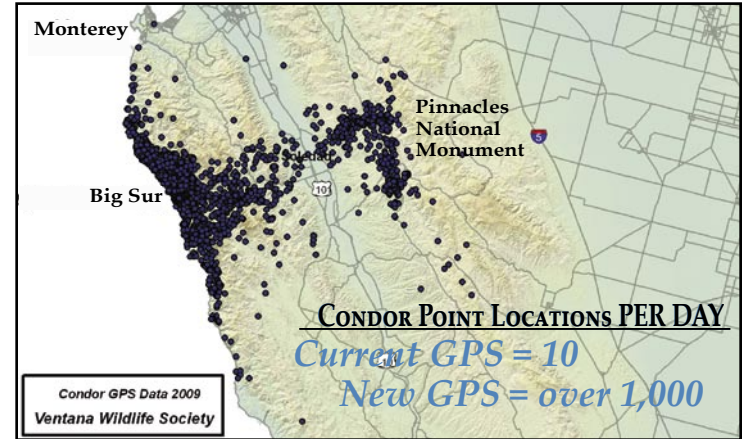 Monterey
Pinnacles
National
Monument
5
Soledad
101
Big Sur
CONDOR POINT LOCATIONS PER DAY
Current GPS = 10
New GPS = over 1,000
Condor GPS Data 2009
Ventana Wildlife Society